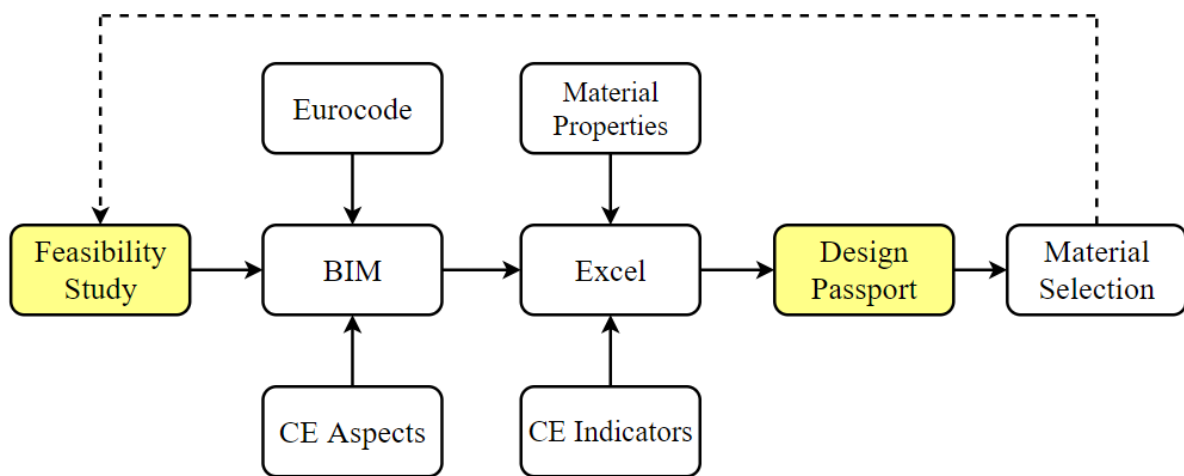 Eurocode
Material
Properties
Feasibility
Study
BIM
Excel
Design
Passport
Material
Selection
CE Aspects
CE Indicators